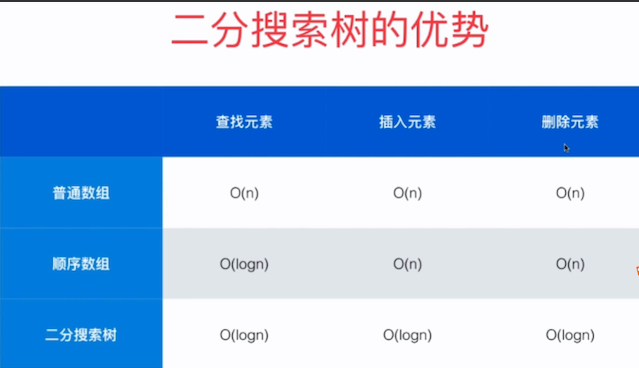 二分搜索树的优势
查找元素 插入元素 删除元素
普通数组 O(n) O(n) O(n)
顺序数组 O(logn) O(n) O(n)
二分搜索树 O(logn) O(logn) O(logn)